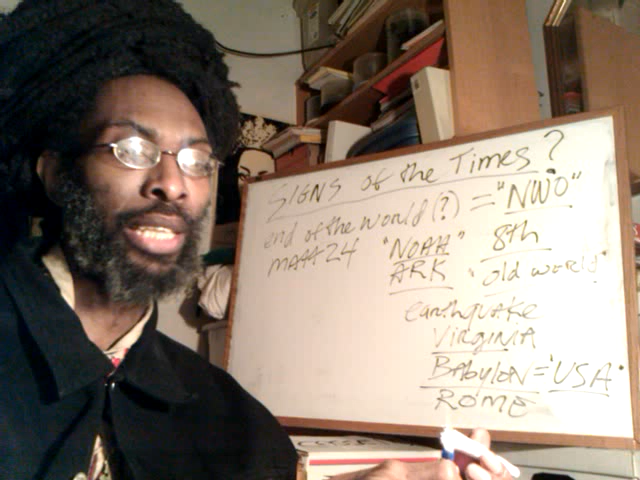 SIGNS of the Times?
end of the world(?) = "NWO"
MATT 24 "NOAH" 8th
ARK "old world"
earthquake
VIRGINIA
BAbylon = "USA"
ROME